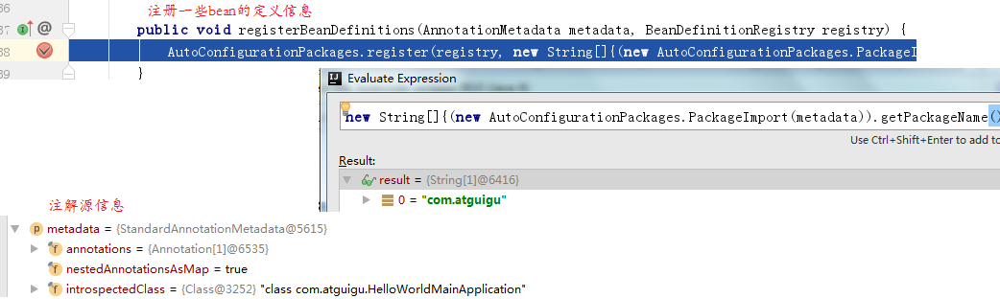 36
注册一些bean的定义信息
37 @ public void registerBeanDefinitions(AnnotationMetadata metadata, BeanDefinitionRegistry registry) {
38 AutoConfigurationPackages.register(registry, new String[]{(new AutoConfigurationPackages.PackageI
39 }
Evaluate Expression
new String[]{(new AutoConfigurationPackages.PackageImport(metadata)).getPackageName()
Use Ctrl+Shift+Enter to add to
Result:
result = {String[1]@6416}
0 = "com.atguigu"
注解源信息
metadata = {StandardAnnotationMetadata@5615}
annotations = {Annotation[1]@6535}
nestedAnnotationsAsMap = true
introspectedClass = {Class@3252} "class com.atguigu.HelloWorldMainApplication"